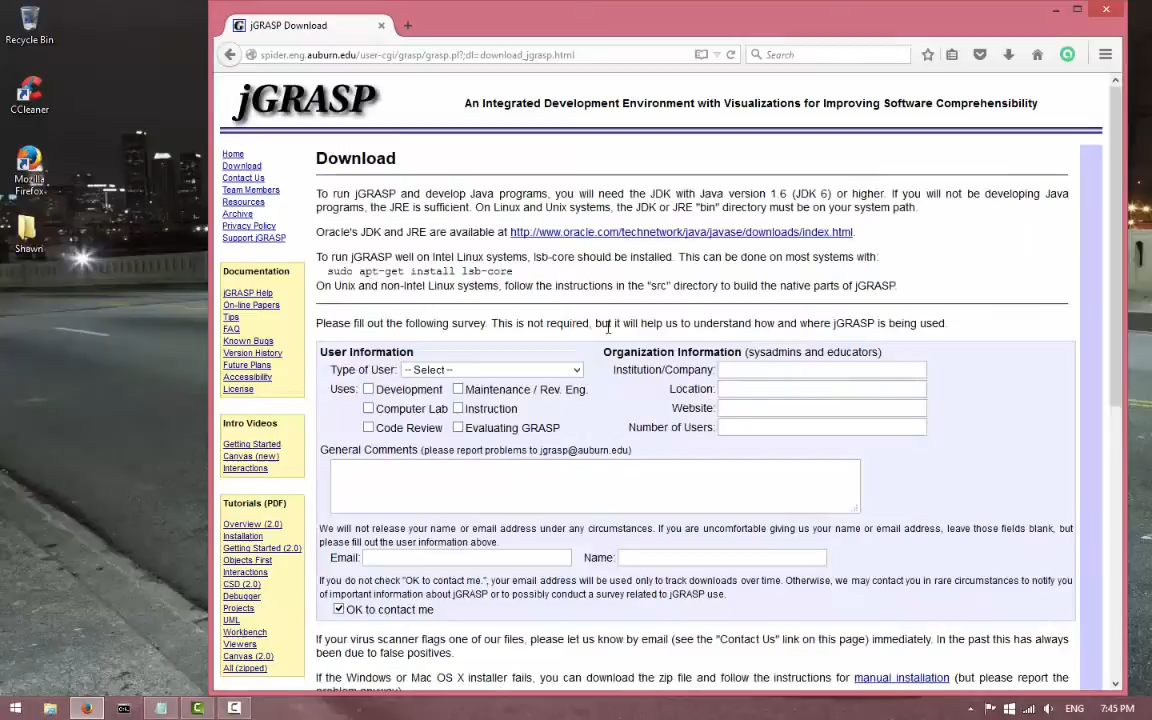 Recycle Bin
CCleaner
Mozilla
Firefox
Shawn
jGRASP Download
spider.eng.auburn.edu/user-cgi/grasp/grasp.pl?;dl=download_jgrasp.html
Search
jGRASP
An Integrated Development Environment with Visualizations for Improving Software Comprehensibility
Home
Download
Contact Us
Team Members
Resources
Archive
Privacy Policy
Support jGRASP
Documentation
jGRASP Help
On-line Papers
Tips
FAQ
Known Bugs
Version History
Future Plans
Accessibility
License
Intro Videos
Getting Started
Canvas (new)
Interactions
Tutorials (PDF)
Overview (2.0)
Installation
Getting Started (2.0)
Objects First
Interactions
CSD (2.0)
Debugger
Projects
UML
Workbench
Viewers
Canvas (2.0)
All (zipped)
Download
To run jGRASP and develop Java programs, you will need the JDK with Java version 1.6 (JDK 6) or higher. If you will not be developing Java
programs, the JRE is sufficient. On Linux and Unix systems, the JDK or JRE "bin" directory must be on your system path.
Oracle's JDK and JRE are available at http://www.oracle.com/technetwork/java/javase/downloads/index.html.
To run jGRASP well on Intel Linux systems, lsb-core should be installed. This can be done on most systems with:
sudo apt-get install lsb-core
On Unix and non-intel Linux systems, follow the instructions in the "src" directory to build the native parts of jGRASP.
Please fill out the following survey. This is not required, but it will help us to understand how and where jGRASP is being used.
User Information
Type of User: -- Select --
Uses: Development Maintenance / Rev. Eng.
Computer Lab Instruction
Code Review Evaluating GRASP
Organization Information (sysadmins and educators)
Institution/Company:
Location:
Website:
Number of Users:
General Comments (please report problems to jgrasp@auburn.edu)
We will not release your name or email address under any circumstances. If you are uncomfortable giving us your name or email address, leave those fields blank, but
please fill out the user information above.
Email: Name:
If you do not check "OK to contact me.", your email address will be used only to track downloads over time. Otherwise, we may contact you in rare circumstances to notify you
of important information about jGRASP or to possibly conduct a survey related to jGRASP use.
OK to contact me
If your virus scanner flags one of our files, please let us know by email (see the "Contact Us" link on this page) immediately. In the past this has always
been due to false positives.
If the Windows or Mac OS X installer fails, you can download the zip file and follow the instructions for manual installation (but please report the
problem anyway).
ENG
7:45 PM